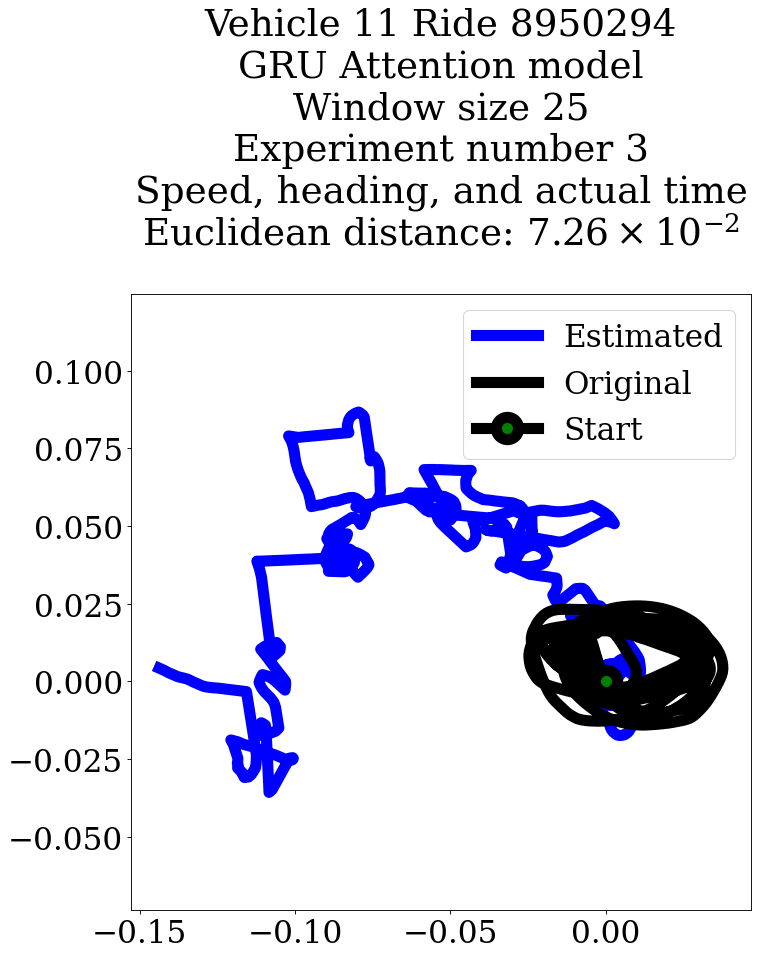 Vehicle 11 Ride 8950294
GRU Attention model
Window size 25
Experiment number 3
Speed, heading, and actual time
Euclidean distance: 7.26 × 10⁻²
Estimated
Original
Start
0.100
0.075
0.050
0.025
0.000
−0.025
−0.050
−0.15 −0.10 −0.05 0.00